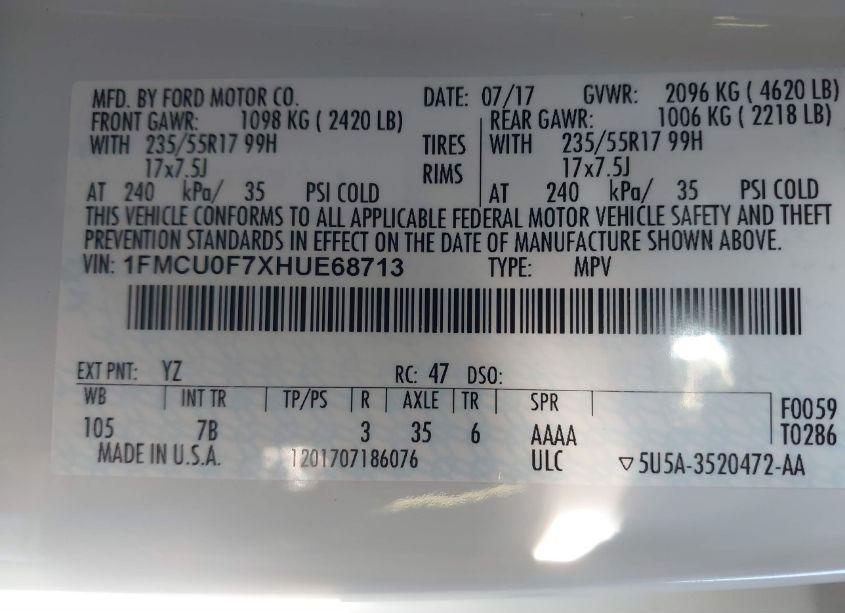 MFD. BY FORD MOTOR CO. DATE: 07/17 GVWR: 2096 KG ( 4620 LB)
FRONT GAWR: 1098 KG ( 2420 LB) REAR GAWR: 1006 KG ( 2218 LB)
WITH 235/55R17 99H TIRES WITH 235/55R17 99H
17x7.5J RIMS 17x7.5J
AT 240 kPa/ 35 PSI COLD AT 240 kPa/ 35 PSI COLD
THIS VEHICLE CONFORMS TO ALL APPLICABLE FEDERAL MOTOR VEHICLE SAFETY AND THEFT
PREVENTION STANDARDS IN EFFECT ON THE DATE OF MANUFACTURE SHOWN ABOVE.
VIN: 1FMCU0F7XHUE68713 TYPE: MPV
EXT PNT: YZ RC: 47 DSO:
WB INT TR TP/PS R AXLE TR SPR F0059
105 7B 3 35 6 AAAA T0286
MADE IN U.S.A. 1201707186076 ULC ▽5U5A-3520472-AA